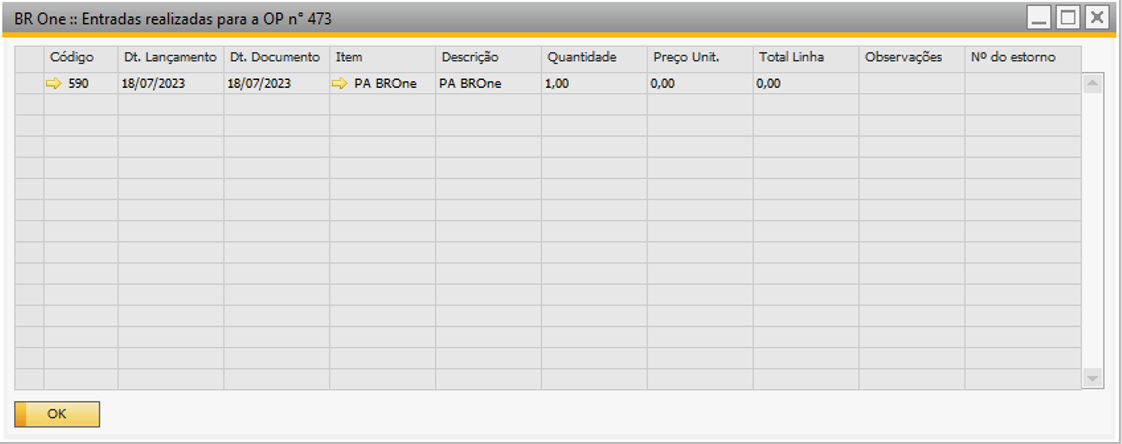 BR One :: Entradas realizadas para a OP n° 473
Código Dt. Lançamento Dt. Documento Item Descrição Quantidade Preço Unit. Total Linha Observações Nº do estorno
590 18/07/2023 18/07/2023 PA BROne PA BROne 1,00 0,00 0,00
OK